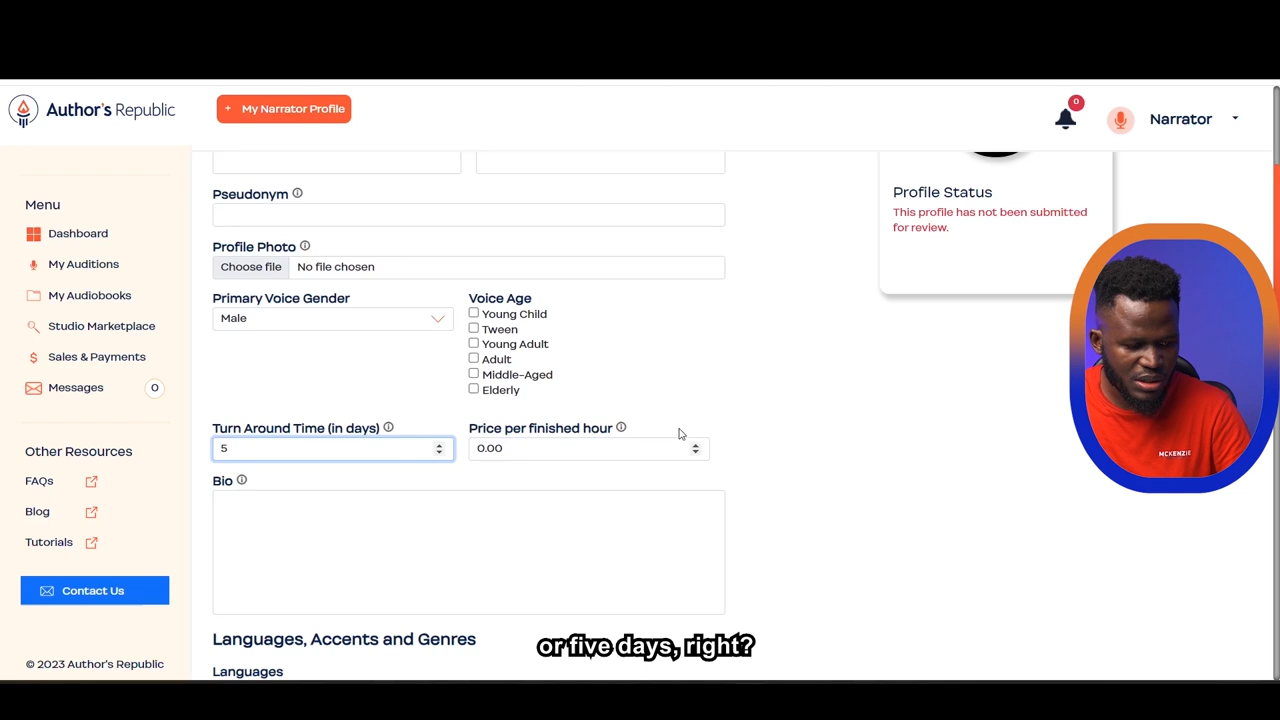 Author's Republic
+ My Narrator Profile
0
Narrator
Menu
Dashboard
My Auditions
My Audiobooks
Studio Marketplace
Sales & Payments
Messages
0
Other Resources
FAQs
Blog
Tutorials
Contact Us
© 2023 Author's Republic
Pseudonym
Profile Photo
Choose file No file chosen
Primary Voice Gender
Male
Voice Age
Young Child
Tween
Young Adult
Adult
Middle-Aged
Elderly
Turn Around Time (in days)
5
Price per finished hour
0.00
Bio
Languages, Accents and Genres
Languages
Profile Status
This profile has not been submitted
for review.
MCKENZIE
or five days, right?